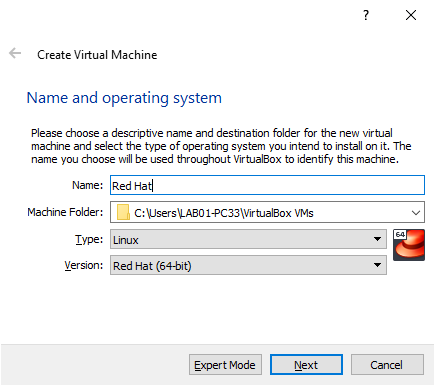 ?
Create Virtual Machine
Name and operating system
Please choose a descriptive name and destination folder for the new virtual
machine and select the type of operating system you intend to install on it. The
name you choose will be used throughout VirtualBox to identify this machine.
Name: Red Hat
Machine Folder: C:\Users\LAB01-PC33\VirtualBox VMs
Type: Linux
64
Version: Red Hat (64-bit)
Expert Mode Next Cancel